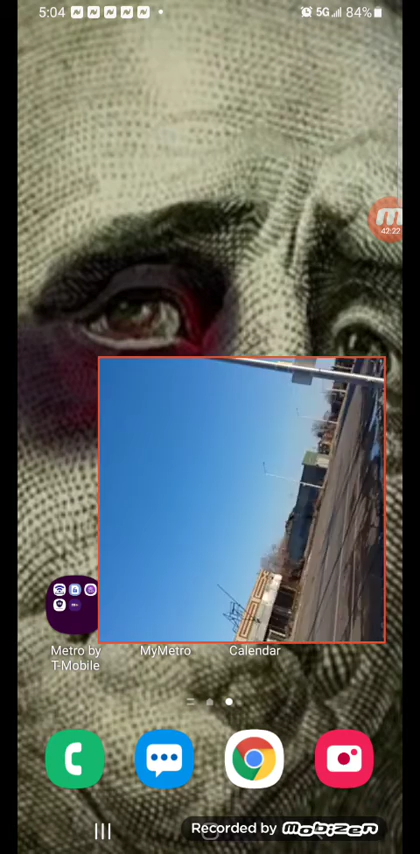 5:04
5G 84%
42:22
Metro by
T-Mobile
MyMetro
Calendar
Recorded by mobizen